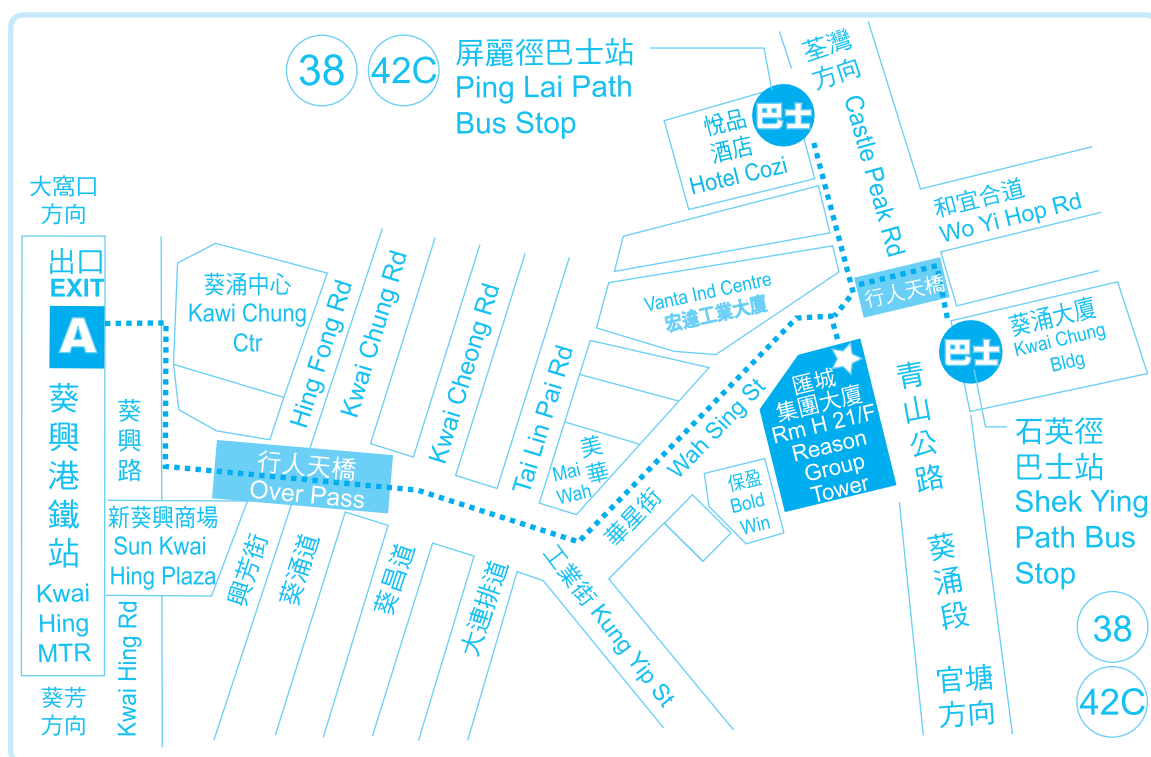 38
42C
屏麗徑巴士站
Ping Lai Path
Bus Stop
荃灣
方向
Castle Peak Rd
巴士
悅品
酒店
Hotel Cozi
和宜合道
Wo Yi Hop Rd
大窩口
方向
出口
EXIT
A
葵興港鐵站
Kwai
Hing
MTR
葵芳
方向
葵興路
Kwai Hing Rd
葵涌中心
Kawi Chung
Ctr
Hing Fong Rd
Kwai Chung Rd
Kwai Cheong Rd
Tai Lin Pai Rd
Vanta Ind Centre
宏達工業大廈
行人天橋
葵涌大廈
Kwai Chung
Bldg
巴士
匯城
集團大廈
Rm H 21/F
Reason
Group
Tower
青山公路
葵涌段
官塘
方向
行人天橋
Over Pass
美華
Mai
Wah
華星街 Wah Sing St
保盈
Bold
Win
新葵興商場
Sun Kwai
Hing Plaza
興芳街
葵涌道
葵昌道
大連排道
工業街 Kung Yip St
石英徑
巴士站
Shek Ying
Path Bus
Stop
38
42C